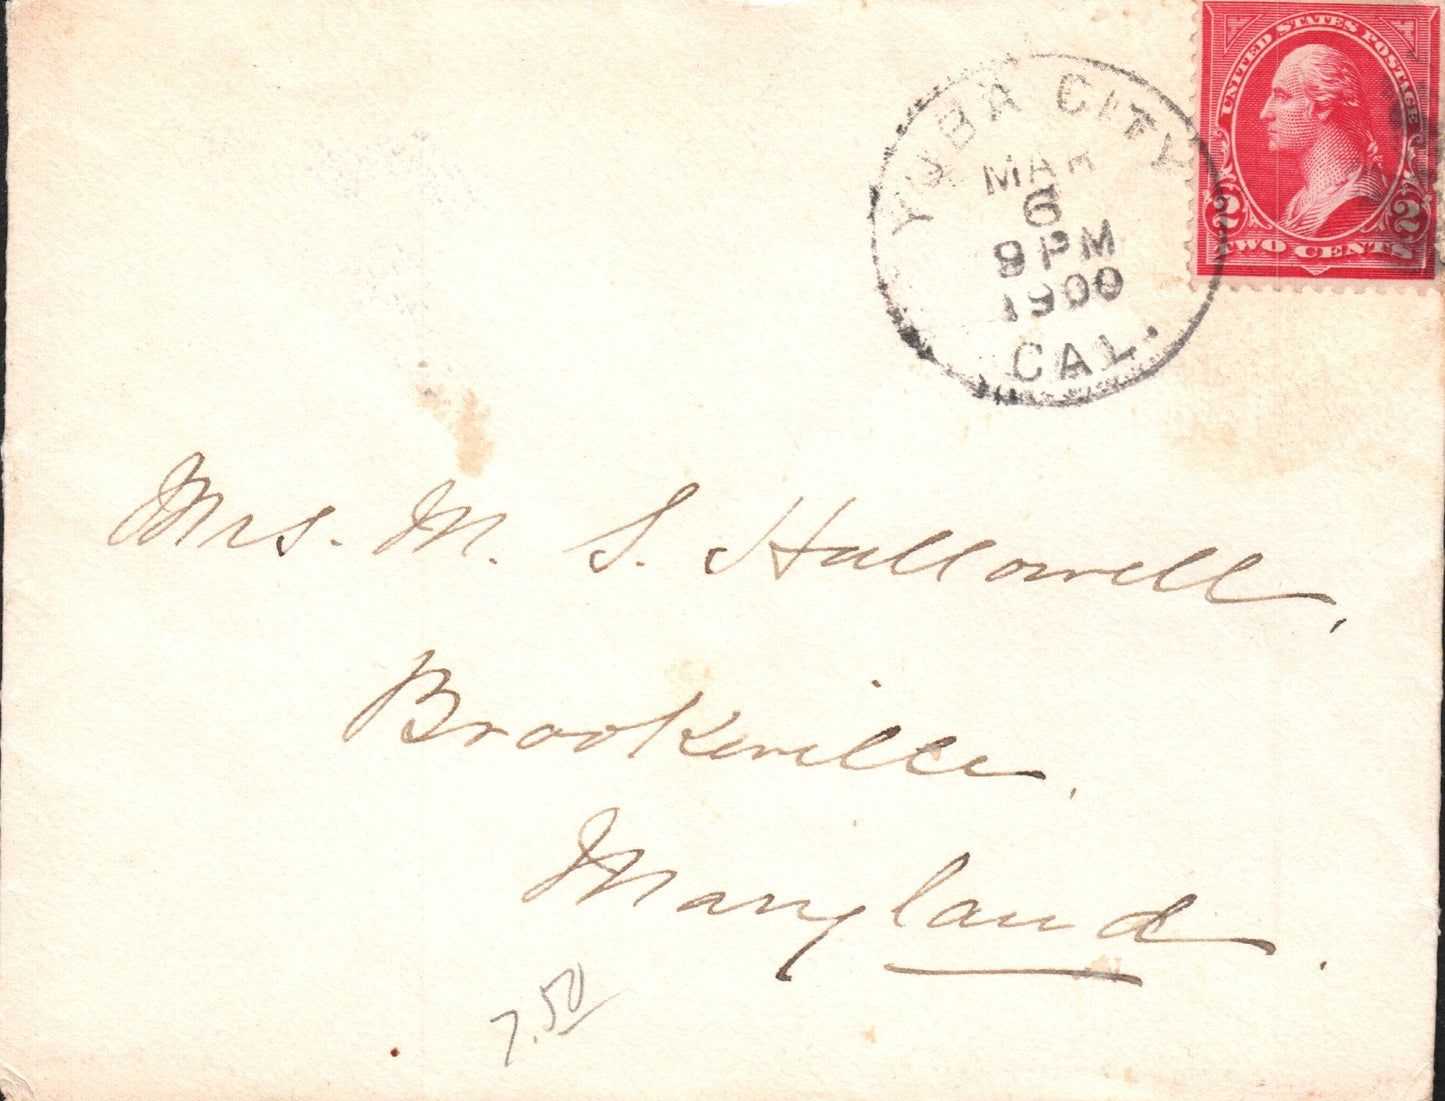 UNITED STATES POSTAGE
2 2
TWO CENTS
YUBA CITY
MAR
6
9 PM
1900
CAL.
Mrs. M. S. Hallowell,
Brookeville,
Maryland.
7.50